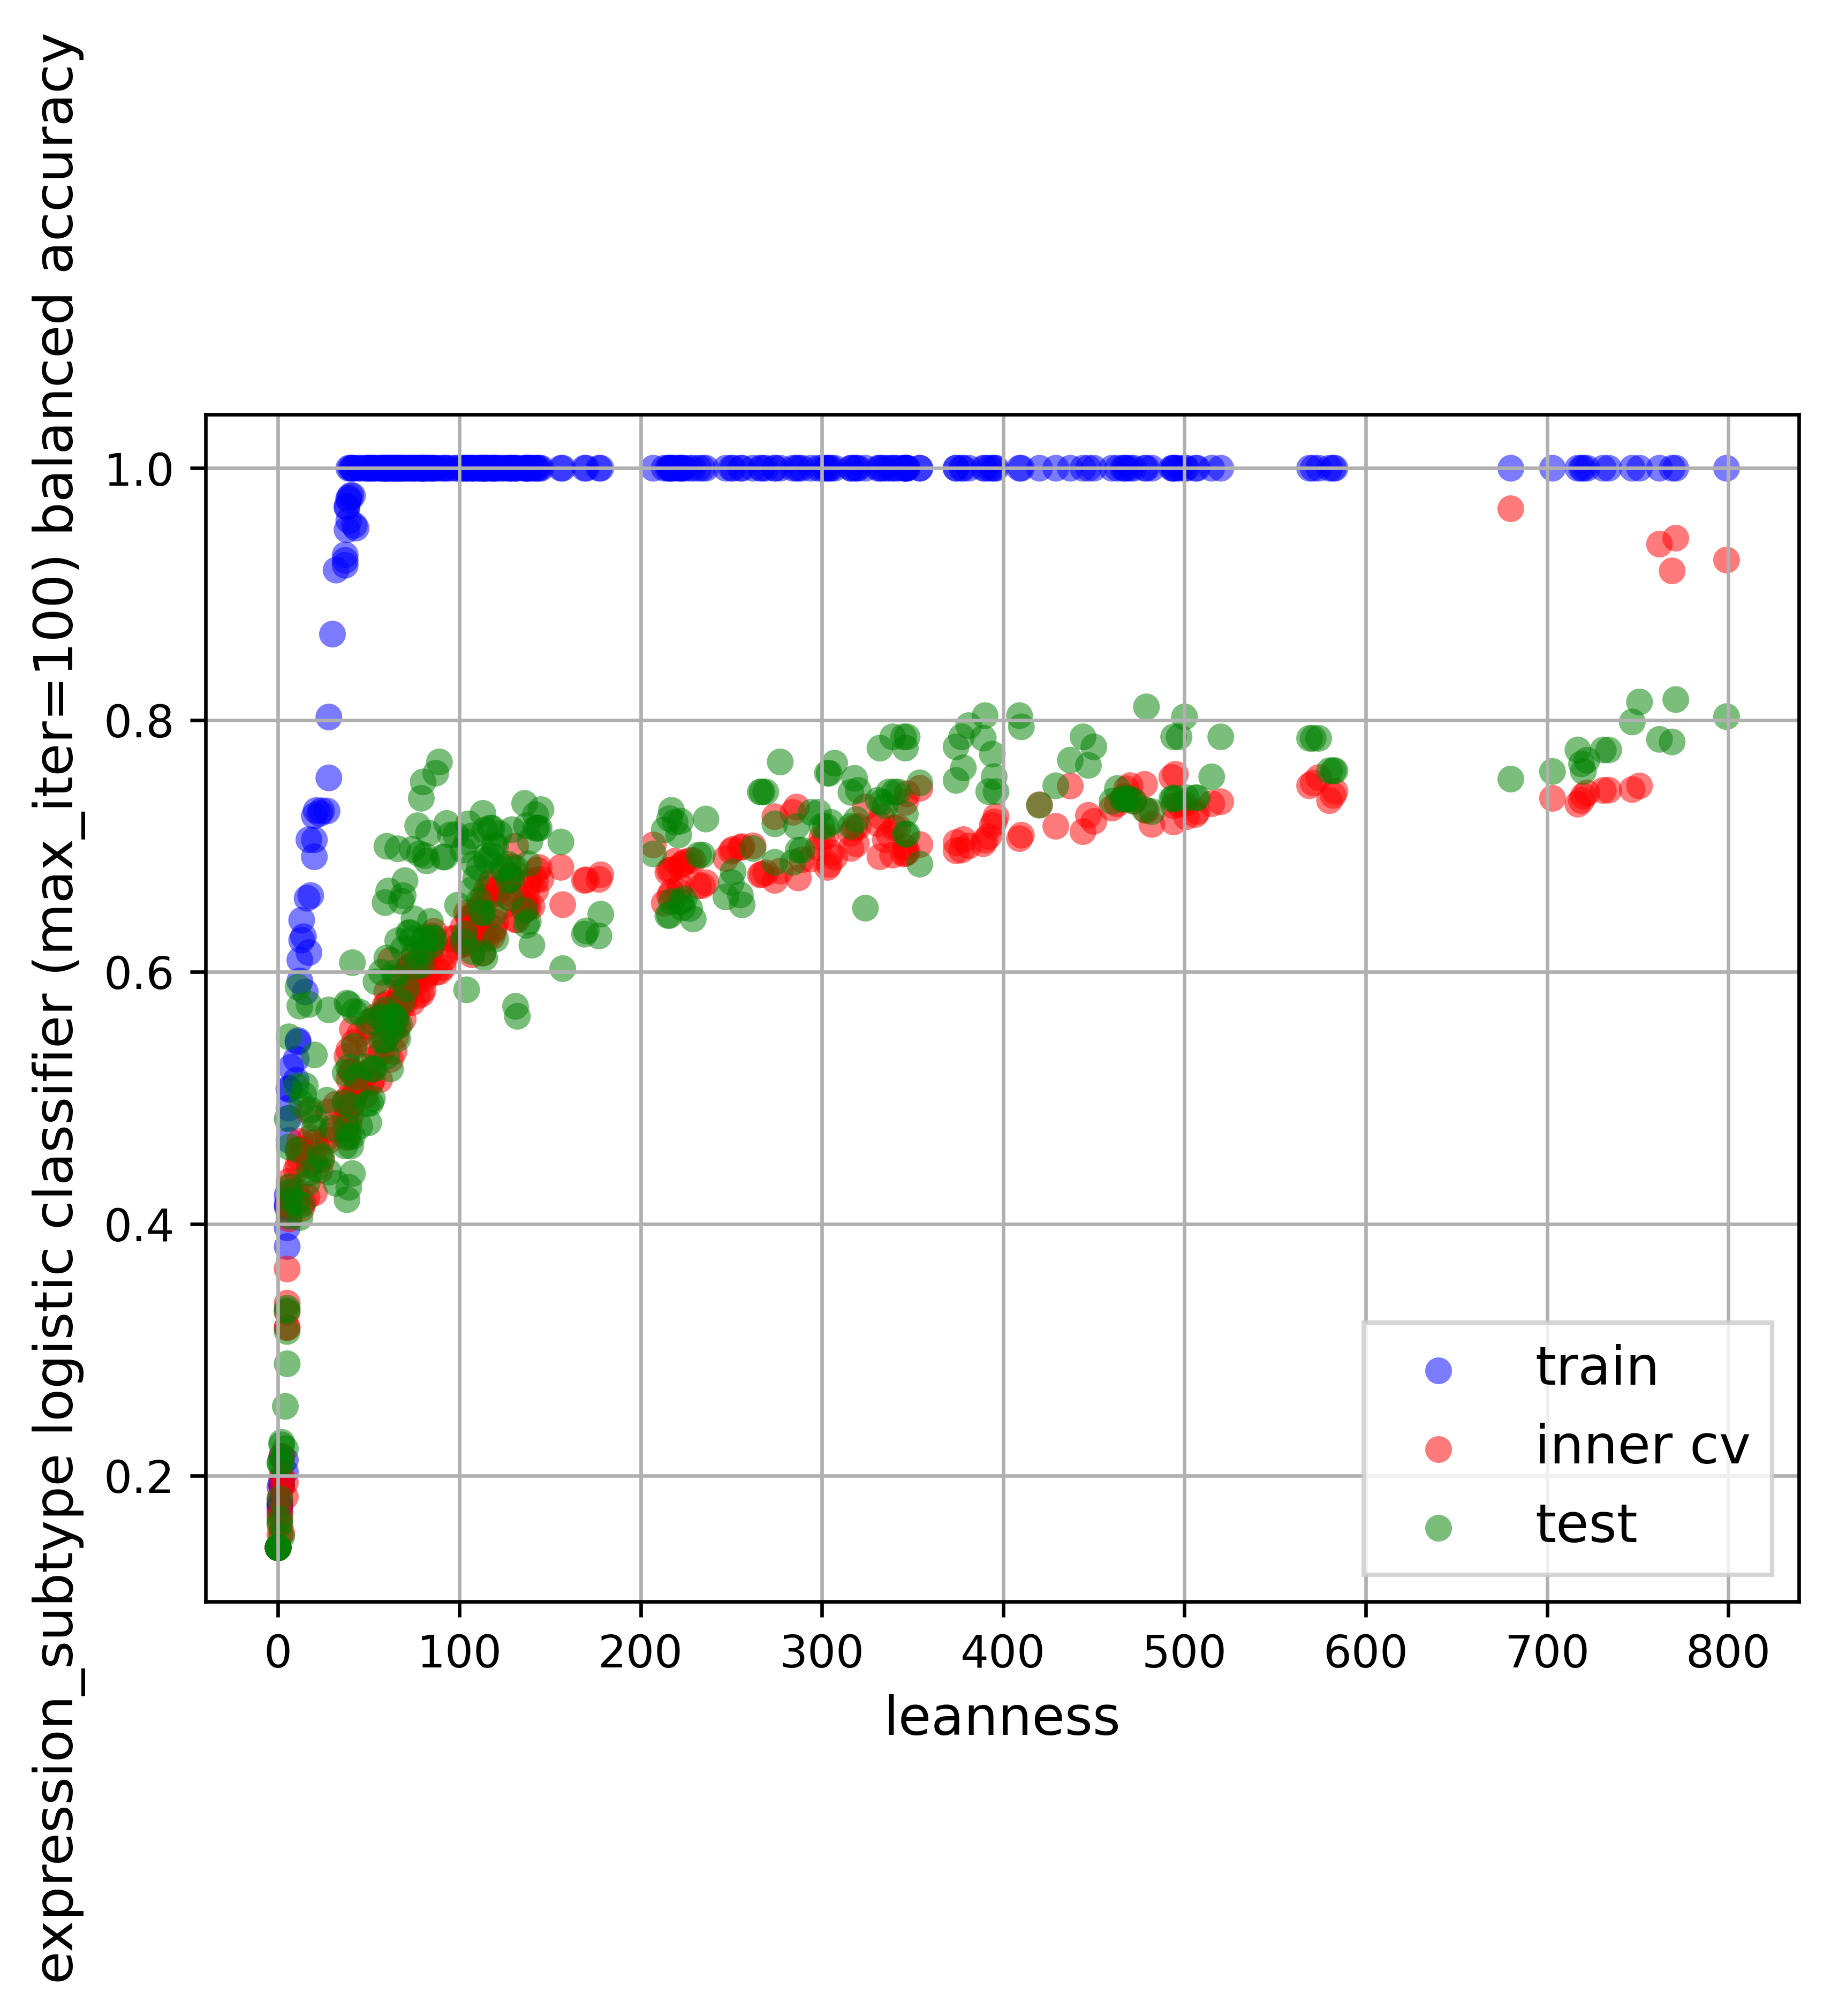 expression_subtype logistic classifier (max_iter=100) balanced accuracy
1.0
0.8
0.6
0.4
0.2
0
100
200
300
400
500
600
700
800
leanness
train
inner cv
test